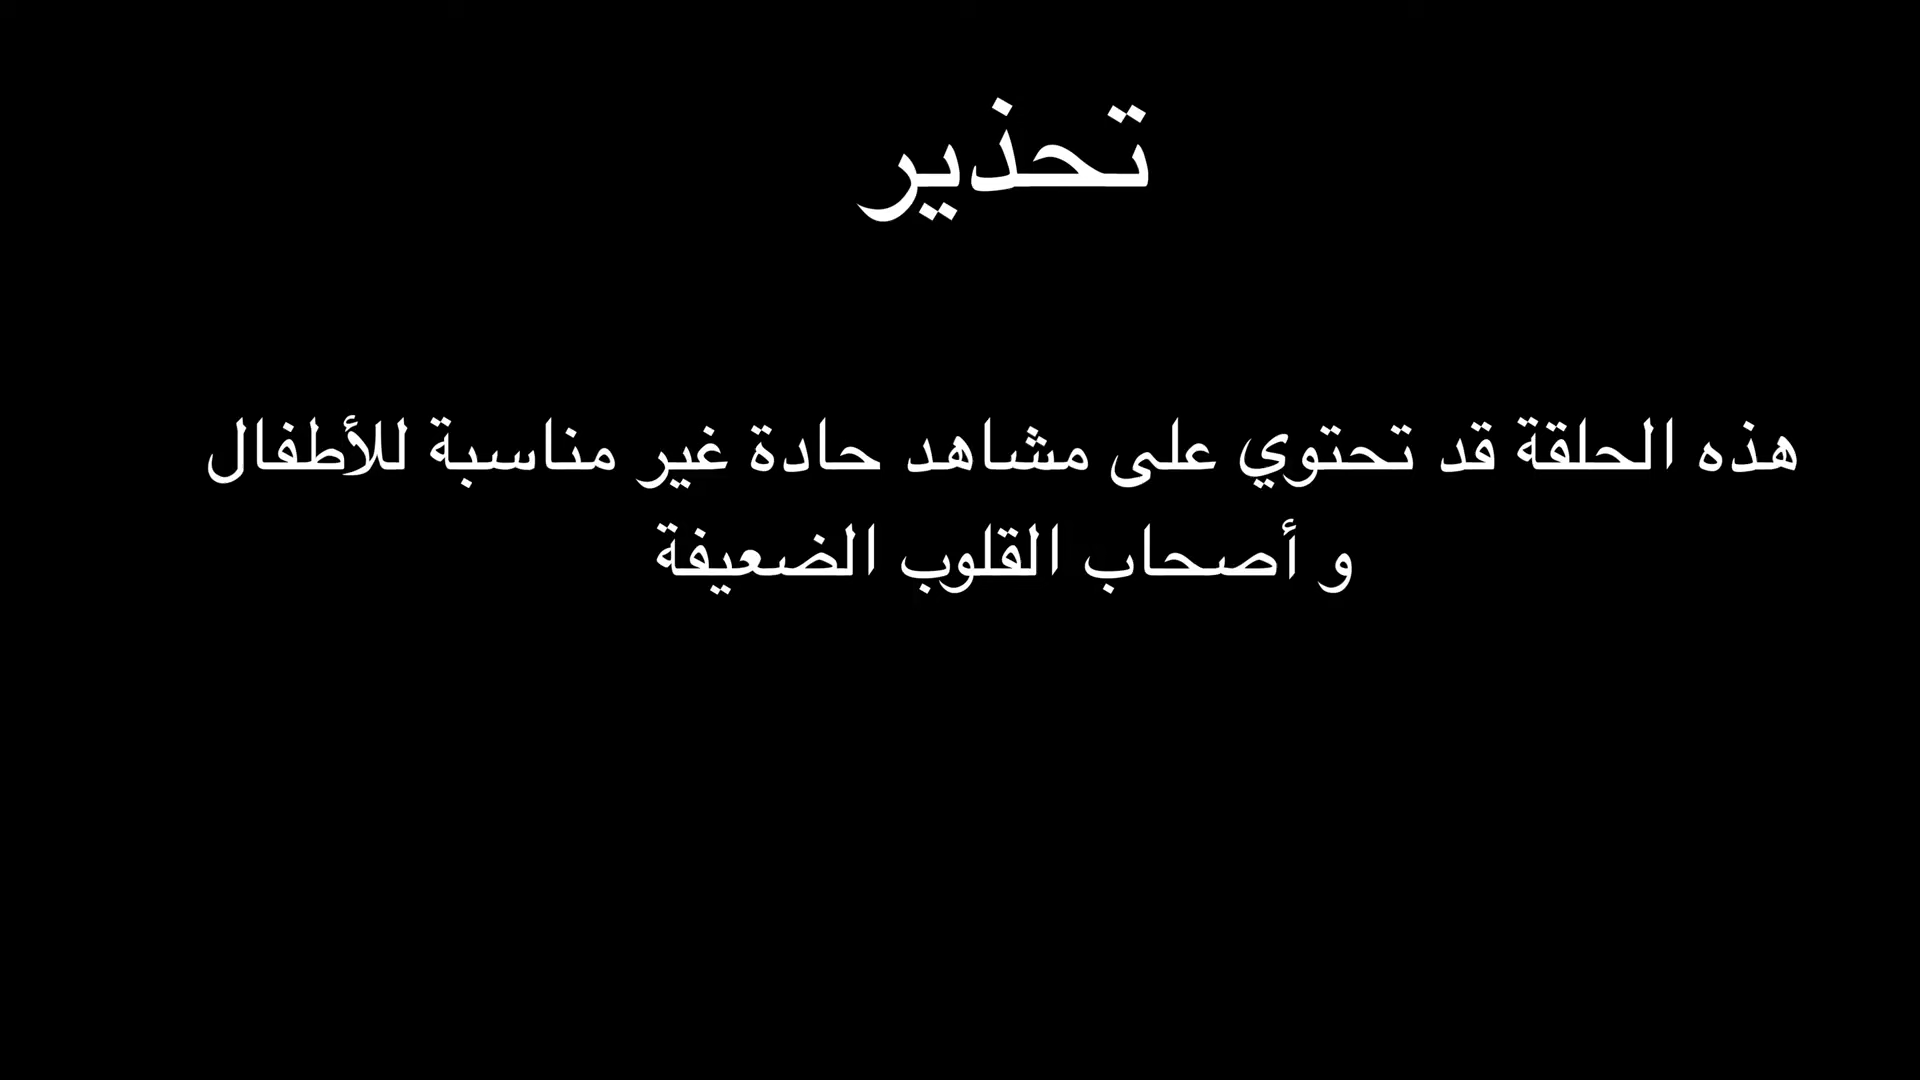 تحذير
هذه الحلقة قد تحتوي على مشاهد حادة غير مناسبة للأطفال
و أصحاب القلوب الضعيفة